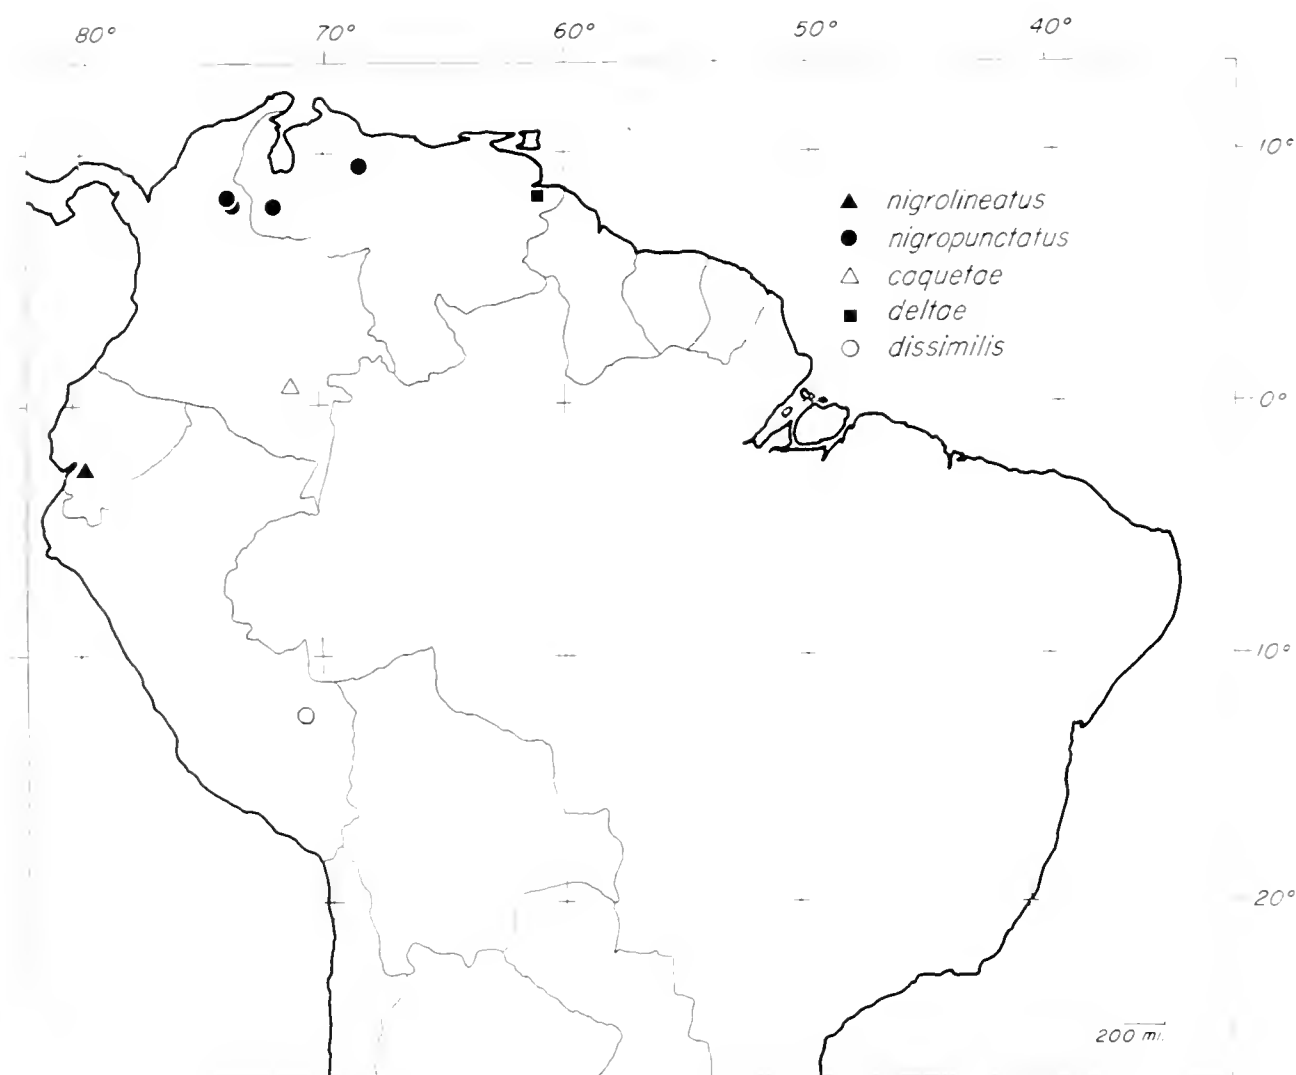 80° 70° 60° 50° 40°
10°
nigrolineatus
nigropunctatus
caquetae
deltae
dissimilis
0°
10°
20°
200 mi.